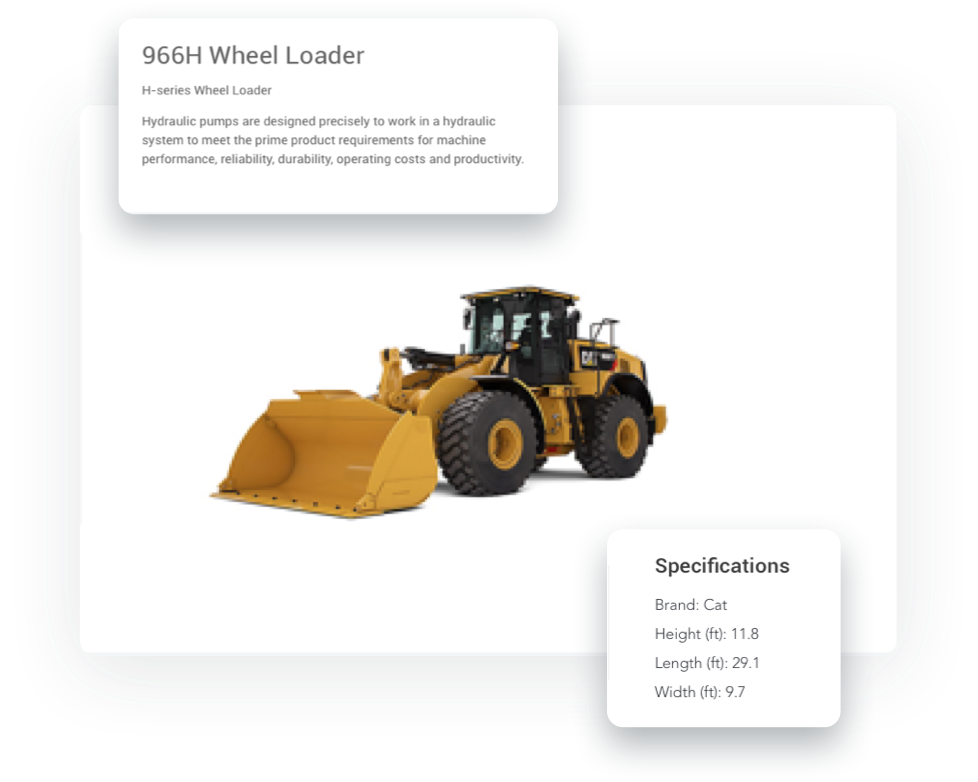 966H Wheel Loader
H-series Wheel Loader
Hydraulic pumps are designed precisely to work in a hydraulic
system to meet the prime product requirements for machine
performance, reliability, durability, operating costs and productivity.
CAT
Specifications
Brand: Cat
Height (ft): 11.8
Length (ft): 29.1
Width (ft): 9.7